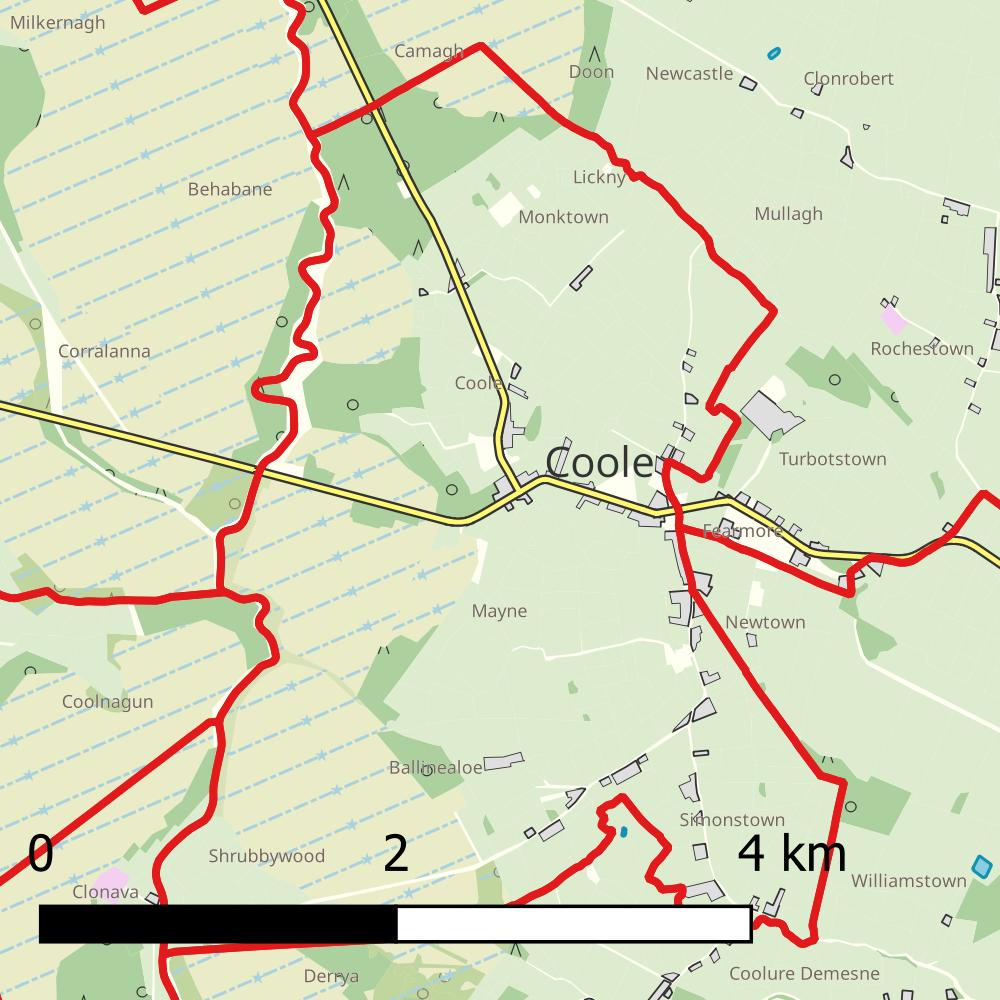 Milkernagh
Camagh
Doon
Newcastle
Clonrobert
Behabane
Lickny
Monktown
Mullagh
Corralanna
Rochestown
Coole
Coole
Turbotstown
Fearmore
Mayne
Newtown
Coolnagun
Ballinealoe
Simonstown
0 2 4 km
Shrubbywood
Clonava
Williamstown
Derrya
Coolure Demesne